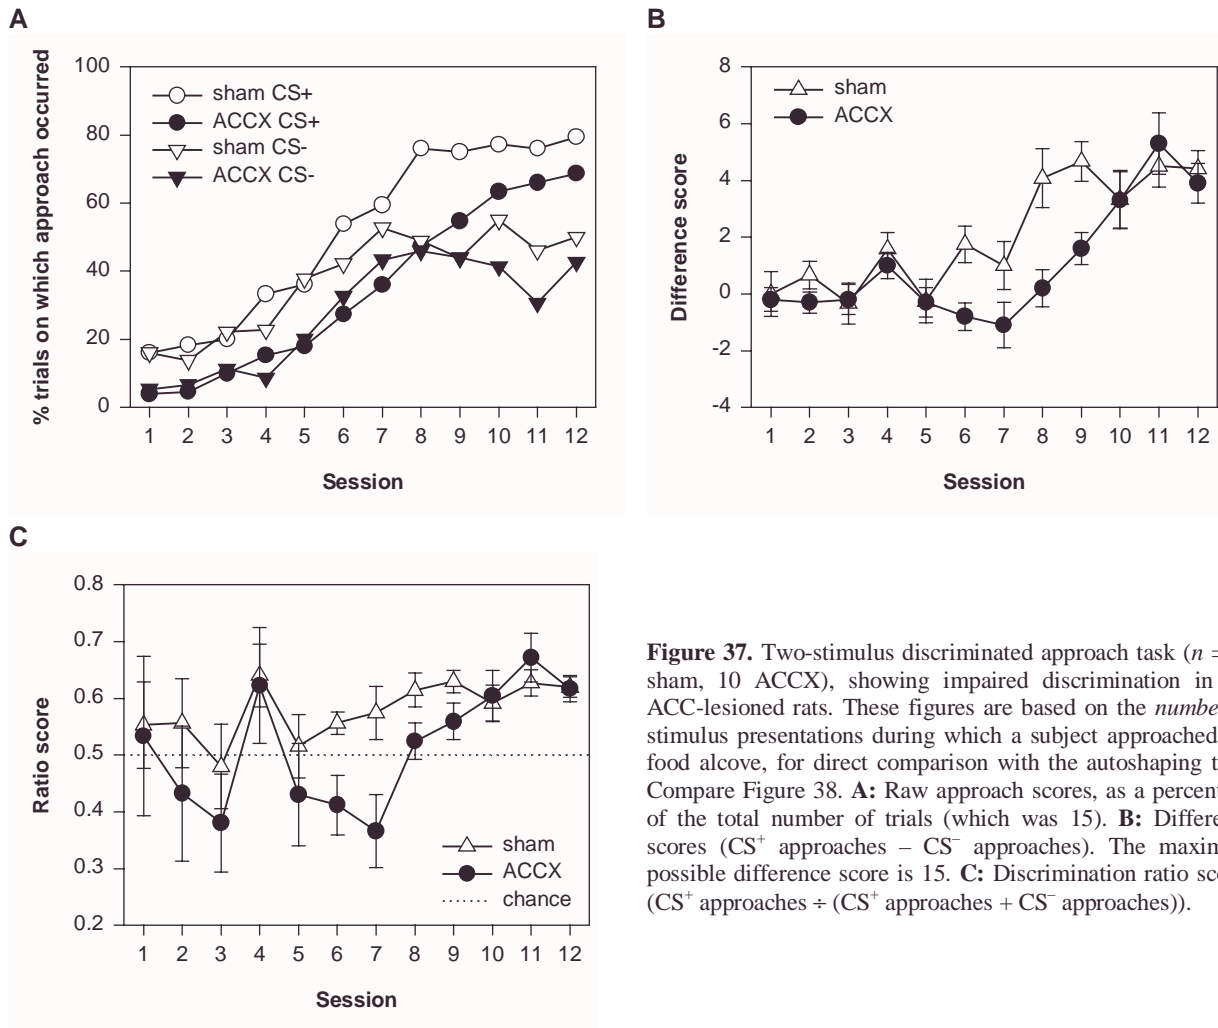 A
% trials on which approach occurred
100
80
60
40
20
0
sham CS+
ACCX CS+
sham CS-
ACCX CS-
1 2 3 4 5 6 7 8 9 10 11 12
Session
B
Difference score
8
6
4
2
0
-2
-4
sham
ACCX
1 2 3 4 5 6 7 8 9 10 11 12
Session
C
Ratio score
0.8
0.7
0.6
0.5
0.4
0.3
0.2
sham
ACCX
chance
1 2 3 4 5 6 7 8 9 10 11 12
Session
Figure 37. Two-stimulus discriminated approach task (n =
sham, 10 ACCX), showing impaired discrimination in
ACC-lesioned rats. These figures are based on the number
stimulus presentations during which a subject approached
food alcove, for direct comparison with the autoshaping
Compare Figure 38. A: Raw approach scores, as a percent
of the total number of trials (which was 15). B:
scores (CS⁺ approaches – CS⁻ approaches). The
possible difference score is 15. C: Discrimination ratio
(CS⁺ approaches ÷ (CS⁺ approaches + CS⁻ approaches)).